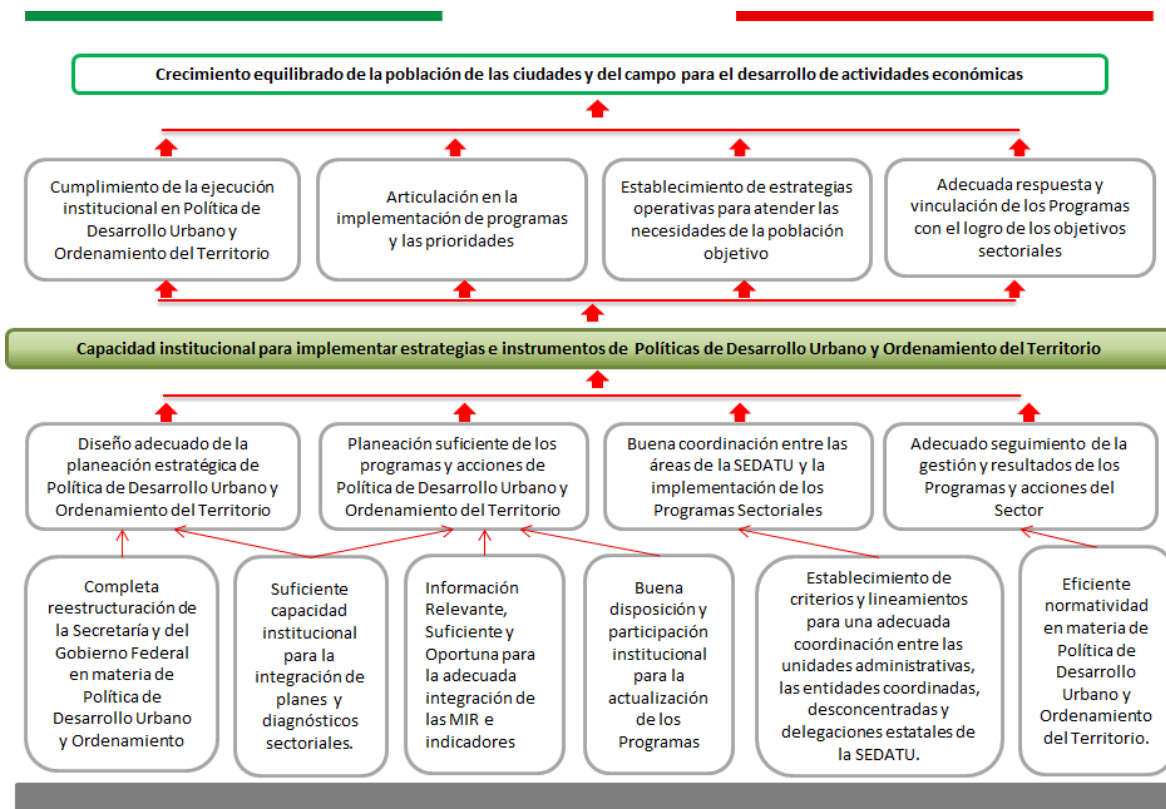 Crecimiento equilibrado de la población de las ciudades y del campo para el desarrollo de actividades económicas
Cumplimiento de la ejecución
institucional en Política de
Desarrollo Urbano y
Ordenamiento del Territorio
Articulación en la
implementación de programas
y las prioridades
Establecimiento de estrategias
operativas para atender las
necesidades de la población
objetivo
Adecuada respuesta y
vinculación de los Programas
con el logro de los objetivos
sectoriales
Capacidad institucional para implementar estrategias e instrumentos de Políticas de Desarrollo Urbano y Ordenamiento del Territorio
Diseño adecuado de la
planeación estratégica de
Política de Desarrollo Urbano y
Ordenamiento del Territorio
Planeación suficiente de los
programas y acciones de
Política de Desarrollo Urbano y
Ordenamiento del Territorio
Buena coordinación entre las
áreas de la SEDATU y la
implementación de los
Programas Sectoriales
Adecuado seguimiento de la
gestión y resultados de los
Programas y acciones del
Sector
Completa
reestructuración de
la Secretaría y del
Gobierno Federal
en materia de
Política de
Desarrollo Urbano
y Ordenamiento
Suficiente
capacidad
institucional
para la
integración de
planes y
diagnósticos
sectoriales.
Información
Relevante,
Suficiente y
Oportuna para
la adecuada
integración de
las MIR e
indicadores
Buena
disposición y
participación
institucional
para la
actualización
de los
Programas
Establecimiento de
criterios y lineamientos
para una adecuada
coordinación entre las
unidades administrativas,
las entidades coordinadas,
desconcentradas y
delegaciones estatales de
la SEDATU.
Eficiente
normatividad
en materia de
Política de
Desarrollo
Urbano y
Ordenamiento
del Territorio.